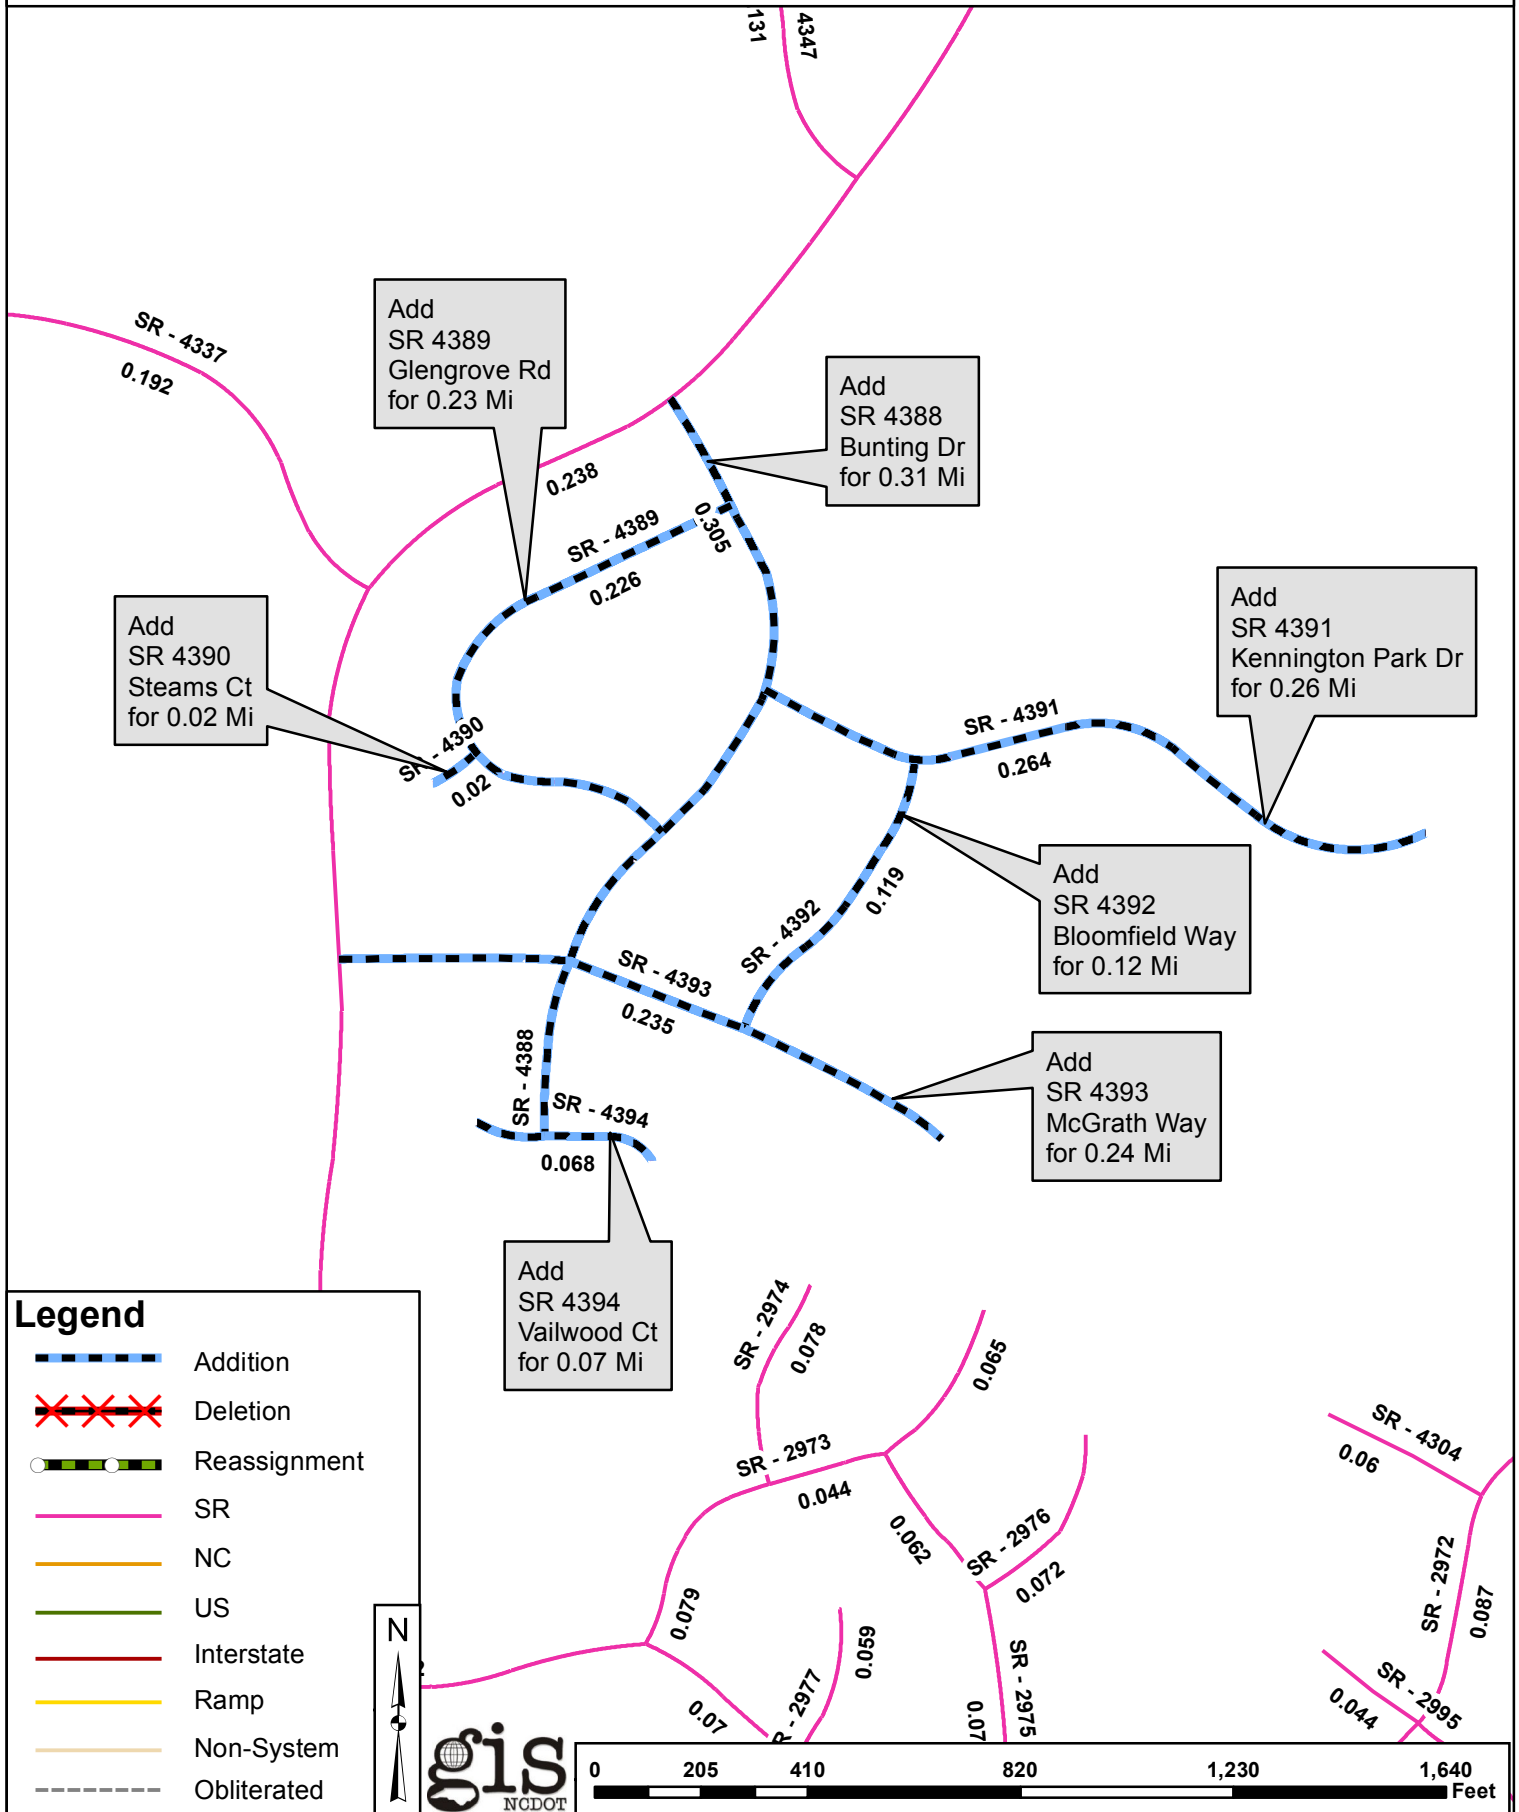 131
4347
SR - 4337
0.192
Add
SR 4389
Glengrove Rd
for 0.23 Mi
Add
SR 4388
Bunting Dr
for 0.31 Mi
0.238
SR - 4389
0.226
0.305
Add
SR 4390
Steams Ct
for 0.02 Mi
SR - 4390
0.02
Add
SR 4391
Kennington Park Dr
for 0.26 Mi
SR - 4391
0.264
Add
SR 4392
Bloomfield Way
for 0.12 Mi
0.119
SR - 4392
SR - 4393
0.235
Add
SR 4393
McGrath Way
for 0.24 Mi
SR - 4388
SR - 4394
0.068
Add
SR 4394
Vailwood Ct
for 0.07 Mi
SR - 2974
0.078
0.065
SR - 2973
0.044
0.062
SR - 2976
0.072
SR - 4304
0.06
SR - 2972
0.087
0.079
0.07
R - 2977
0.059
SR - 2975
0.07
SR - 2995
0.044
Legend
Addition
Deletion
Reassignment
SR
NC
US
Interstate
Ramp
Non-System
Obliterated
N
gis
NCDOT
0 205 410 820 1,230 1,640
Feet